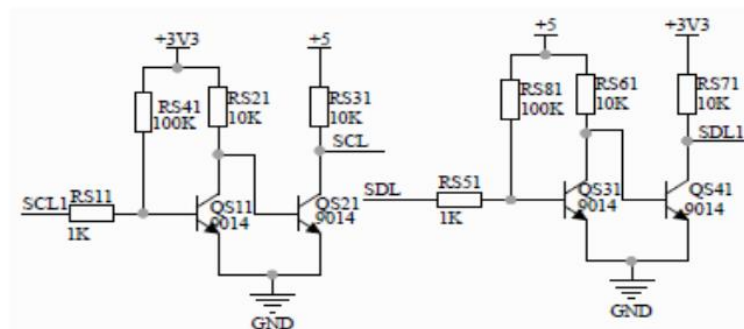 +3V3
RS41
100K
RS21
10K
SCL1
RS11
1K
QS11
9014
+5
RS31
10K
SCL
QS21
9014
GND
+5
RS81
100K
RS61
10K
SDL
RS51
1K
QS31
9014
+3V3
RS71
10K
SDL1
QS41
9014
GND